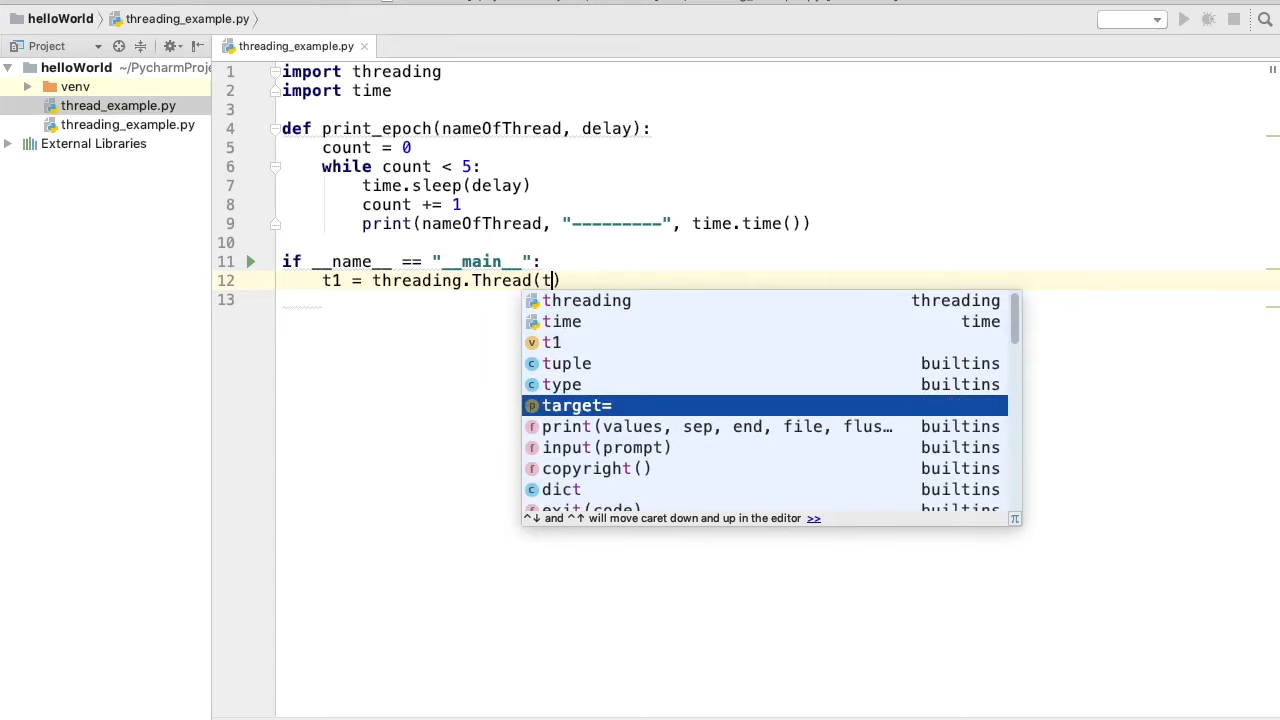 helloWorld threading_example.py
Project threading_example.py
helloWorld ~/PycharmProje
venv
thread_example.py
threading_example.py
External Libraries
1 import threading
2 import time
3
4 def print_epoch(nameOfThread, delay):
5 count = 0
6 while count < 5:
7 time.sleep(delay)
8 count += 1
9 print(nameOfThread, "---------", time.time())
10
11 if __name__ == "__main__":
12 t1 = threading.Thread(t)
13
threading threading
time time
v t1
c tuple builtins
c type builtins
p target=
f print(values, sep, end, file, flus… builtins
f input(prompt) builtins
f copyright() builtins
c dict builtins
f exit(code) builtins
^↓ and ^↑ will move caret down and up in the editor >> π